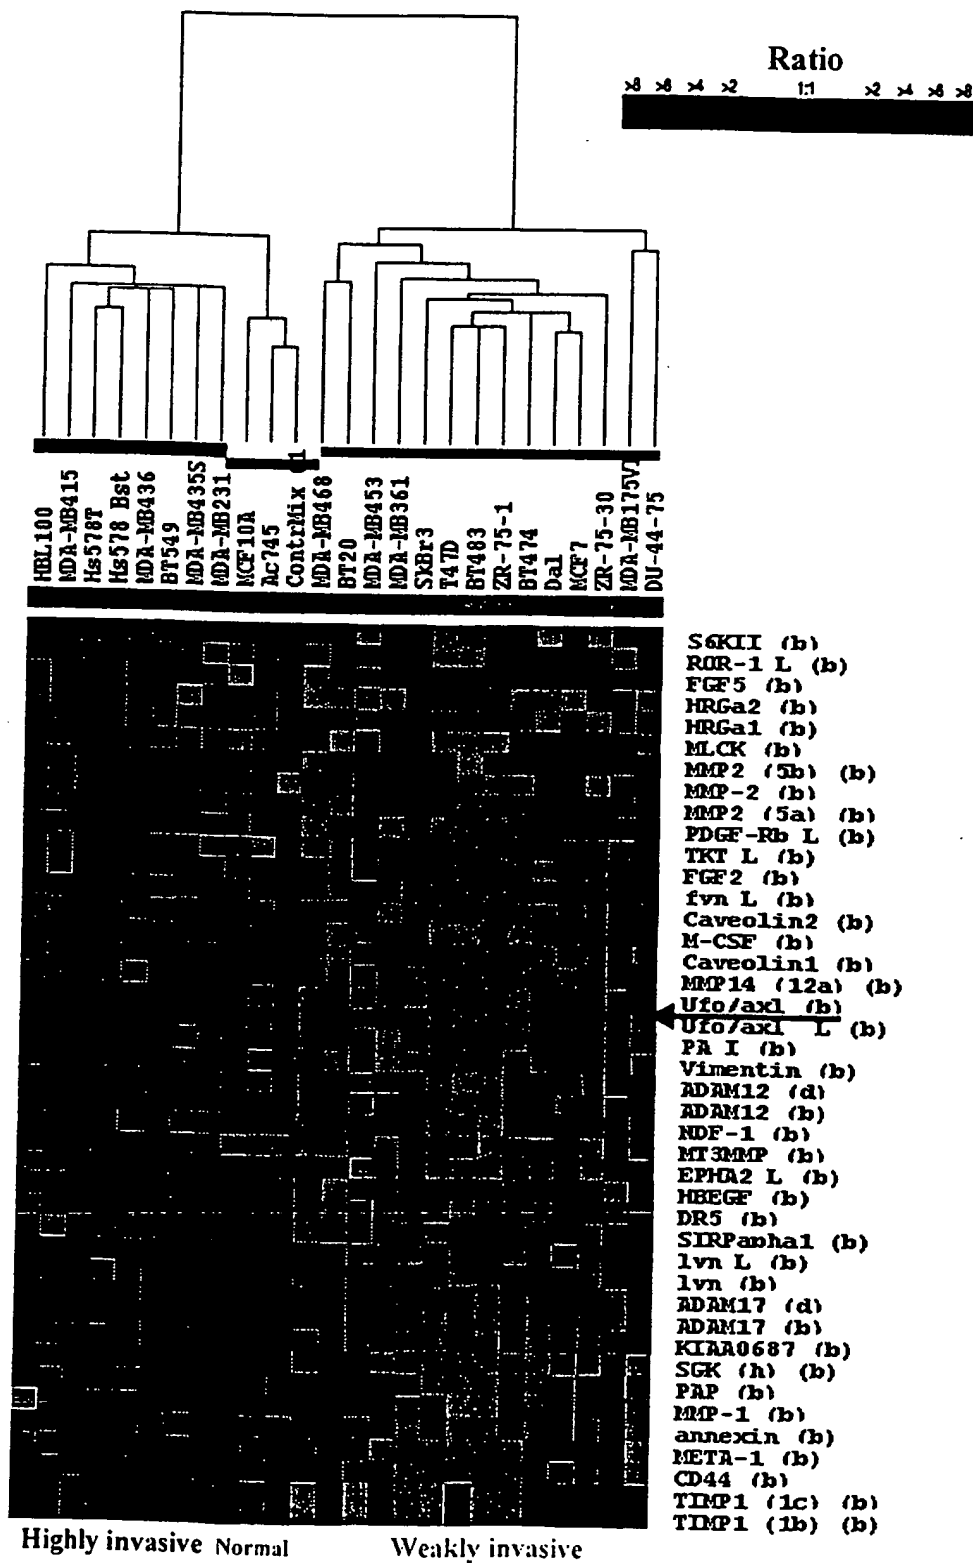 Ratio
>8 >6 >4 >2 1:1 >2 >4 >6 >8
HBL100
MDA-MB415
Hs578T
Hs578 Bst
MDA-MB436
BT549
MDA-MB435S
MDA-MB231
MCF10A
Ac745
ContrMix
MDA-MB468
BT20
MDA-MB453
MDA-MB361
SkBr3
T47D
BT483
ZR-75-1
BT474
Dal
MCF7
ZR-75-30
MDA-MB175VI
DU-44-75
S6KII (b)
ROR-1 L (b)
FGF5 (b)
HRGa2 (b)
HRGa1 (b)
MLCK (b)
MMP2 (5b) (b)
MMP-2 (b)
MMP2 (5a) (b)
PDGF-Rb L (b)
TKT L (b)
FGF2 (b)
fyn L (b)
Caveolin2 (b)
M-CSF (b)
Caveolin1 (b)
MMP14 (12a) (b)
Ufo/axl (b)
Ufo/axl L (b)
PA I (b)
Vimentin (b)
ADAM12 (d)
ADAM12 (b)
NDF-1 (b)
MT3MMP (b)
EPHA2 L (b)
HBEGF (b)
DR5 (b)
SIRPapha1 (b)
lyn L (b)
lyn (b)
ADAM17 (d)
ADAM17 (b)
KIAA0687 (b)
SGK (h) (b)
PAP (b)
MMP-1 (b)
annexin (b)
META-1 (b)
CD44 (b)
TIMP1 (1c) (b)
TIMP1 (1b) (b)
Highly invasive Normal Weakly invasive